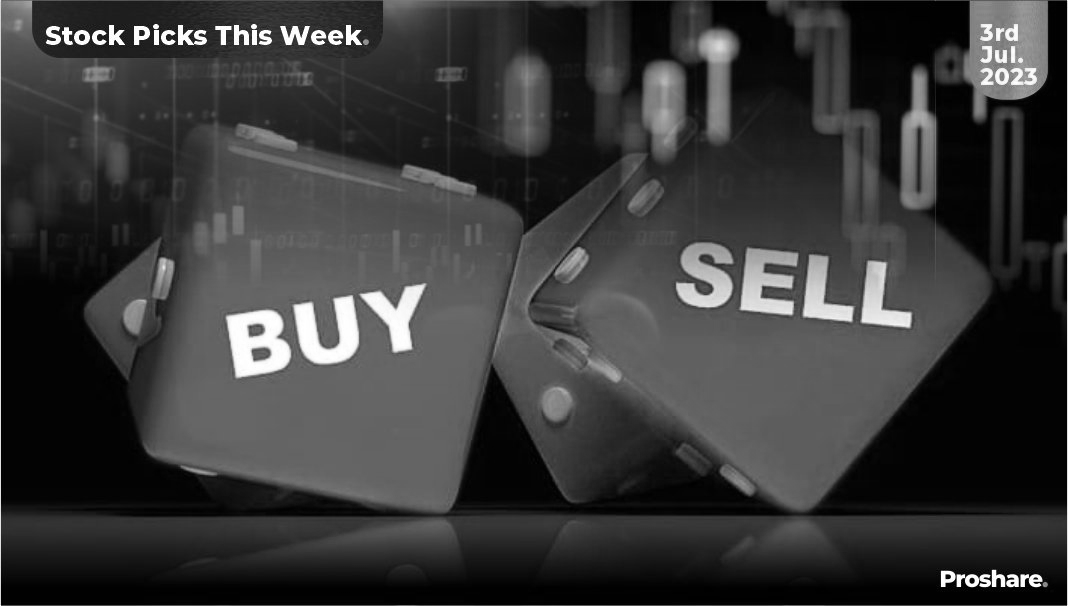 Stock Picks This Week.
3rd
Jul.
2023
BUY
SELL
Proshare.